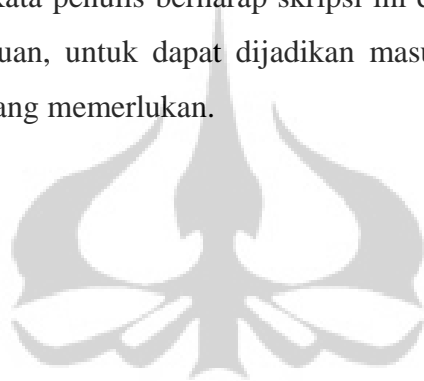 kata penulis berharap skripsi ini
uan, untuk dapat dijadikan masu
ang memerlukan.